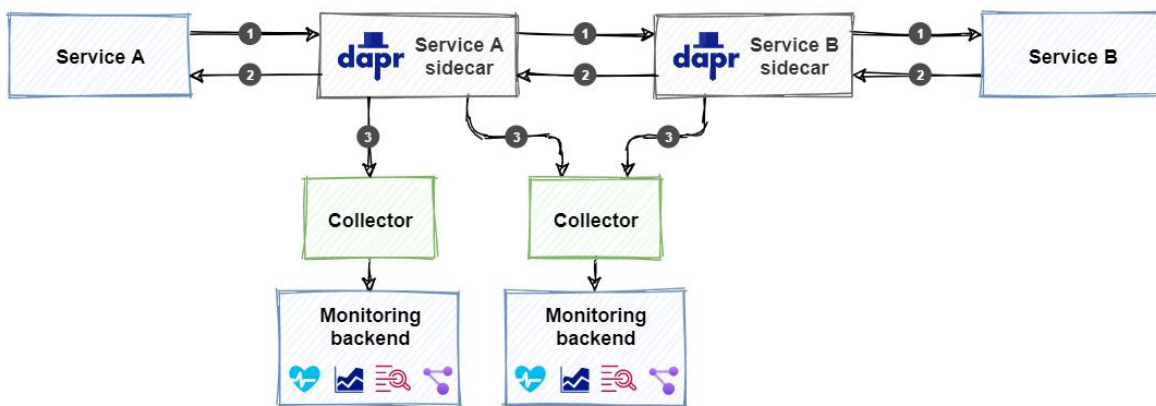 Service A
1
2
dapr
Service A
sidecar
1
2
dapr
Service B
sidecar
1
2
Service B
3
3
3
Collector
Collector
Monitoring
backend
Monitoring
backend